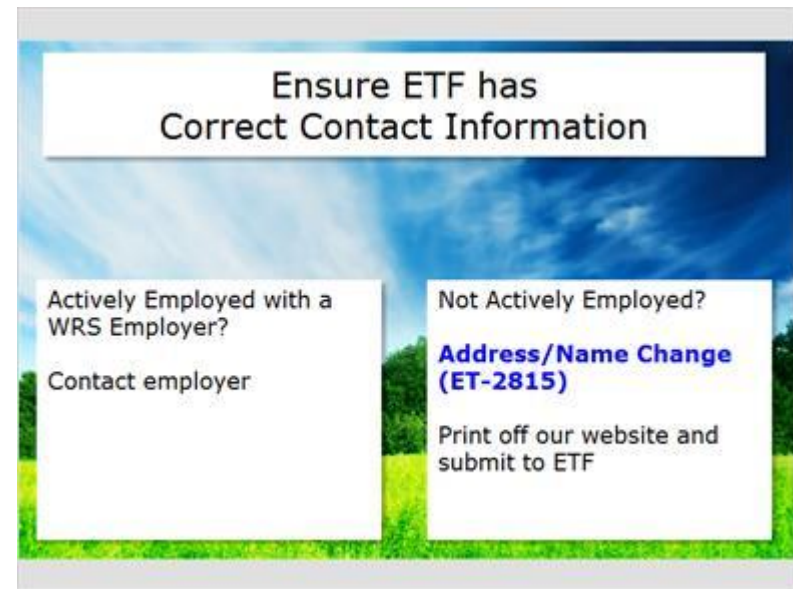 Ensure ETF has
Correct Contact Information
Actively Employed with a
WRS Employer?
Contact employer
Not Actively Employed?
Address/Name Change
(ET-2815)
Print off our website and
submit to ETF